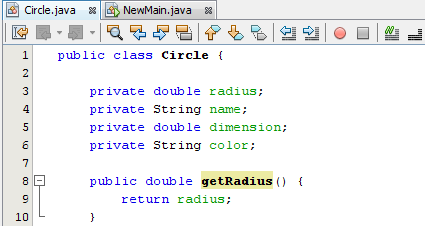 Circle.java NewMain.java
1 public class Circle {
2
3 private double radius;
4 private String name;
5 private double dimension;
6 private String color;
7
8 public double getRadius() {
9 return radius;
10 }